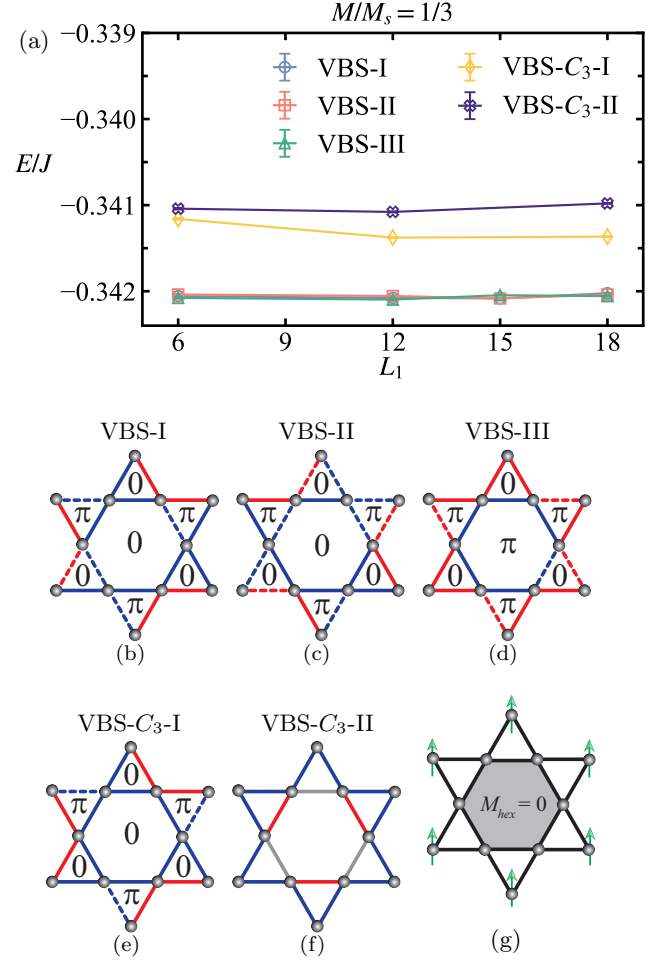 M/M_s = 1/3
(a)
−0.339
−0.340
−0.341
−0.342
E/J
VBS-I
VBS-II
VBS-III
VBS-C₃-I
VBS-C₃-II
6 9 12 15 18
L₁
VBS-I VBS-II VBS-III
0 0 0
π π π π π π
0 0 π
0 0 0 0 0 0
π π π
(b) (c) (d)
VBS-C₃-I VBS-C₃-II
0
π π
0 M_hex = 0
0 0
π
(e) (f) (g)